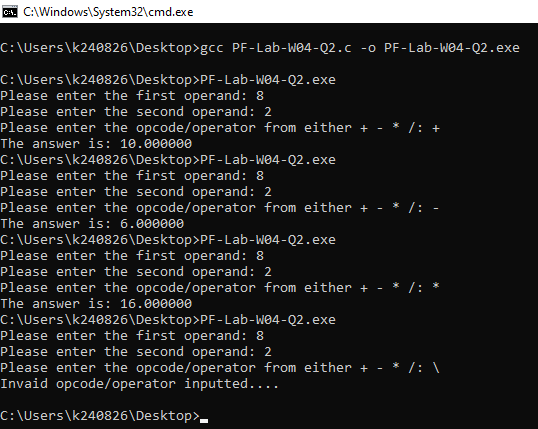 C:\Windows\System32\cmd.exe
C:\Users\k240826\Desktop>gcc PF-Lab-W04-Q2.c -o PF-Lab-W04-Q2.exe
C:\Users\k240826\Desktop>PF-Lab-W04-Q2.exe
Please enter the first operand: 8
Please enter the second operand: 2
Please enter the opcode/operator from either + - * /: +
The answer is: 10.000000
C:\Users\k240826\Desktop>PF-Lab-W04-Q2.exe
Please enter the first operand: 8
Please enter the second operand: 2
Please enter the opcode/operator from either + - * /: -
The answer is: 6.000000
C:\Users\k240826\Desktop>PF-Lab-W04-Q2.exe
Please enter the first operand: 8
Please enter the second operand: 2
Please enter the opcode/operator from either + - * /: *
The answer is: 16.000000
C:\Users\k240826\Desktop>PF-Lab-W04-Q2.exe
Please enter the first operand: 8
Please enter the second operand: 2
Please enter the opcode/operator from either + - * /: \
Invaid opcode/operator inputted....
C:\Users\k240826\Desktop>